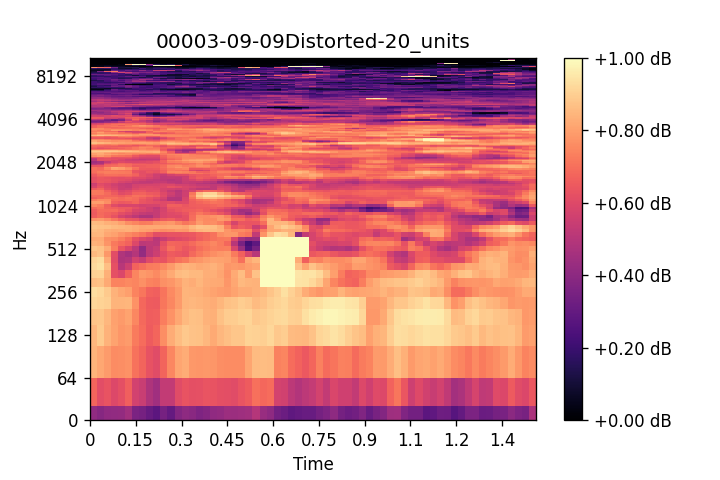 00003-09-09Distorted-20_units
Hz
8192
4096
2048
1024
512
256
128
64
0
0 0.15 0.3 0.45 0.6 0.75 0.9 1.1 1.2 1.4
Time
+1.00 dB
+0.80 dB
+0.60 dB
+0.40 dB
+0.20 dB
+0.00 dB